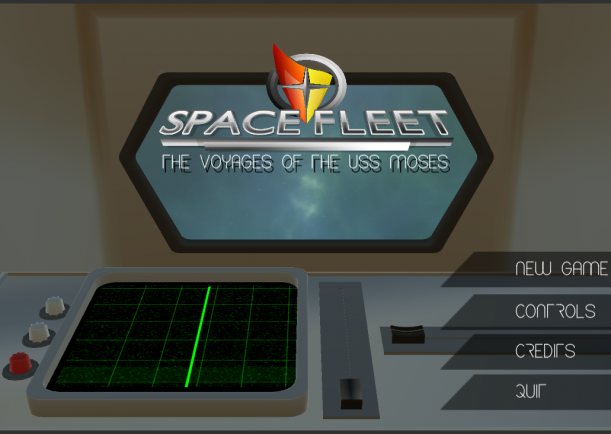 SPACE FLEET
THE VOYAGES OF THE USS MOSES
NEW GAME
CONTROLS
CREDITS
QUIT